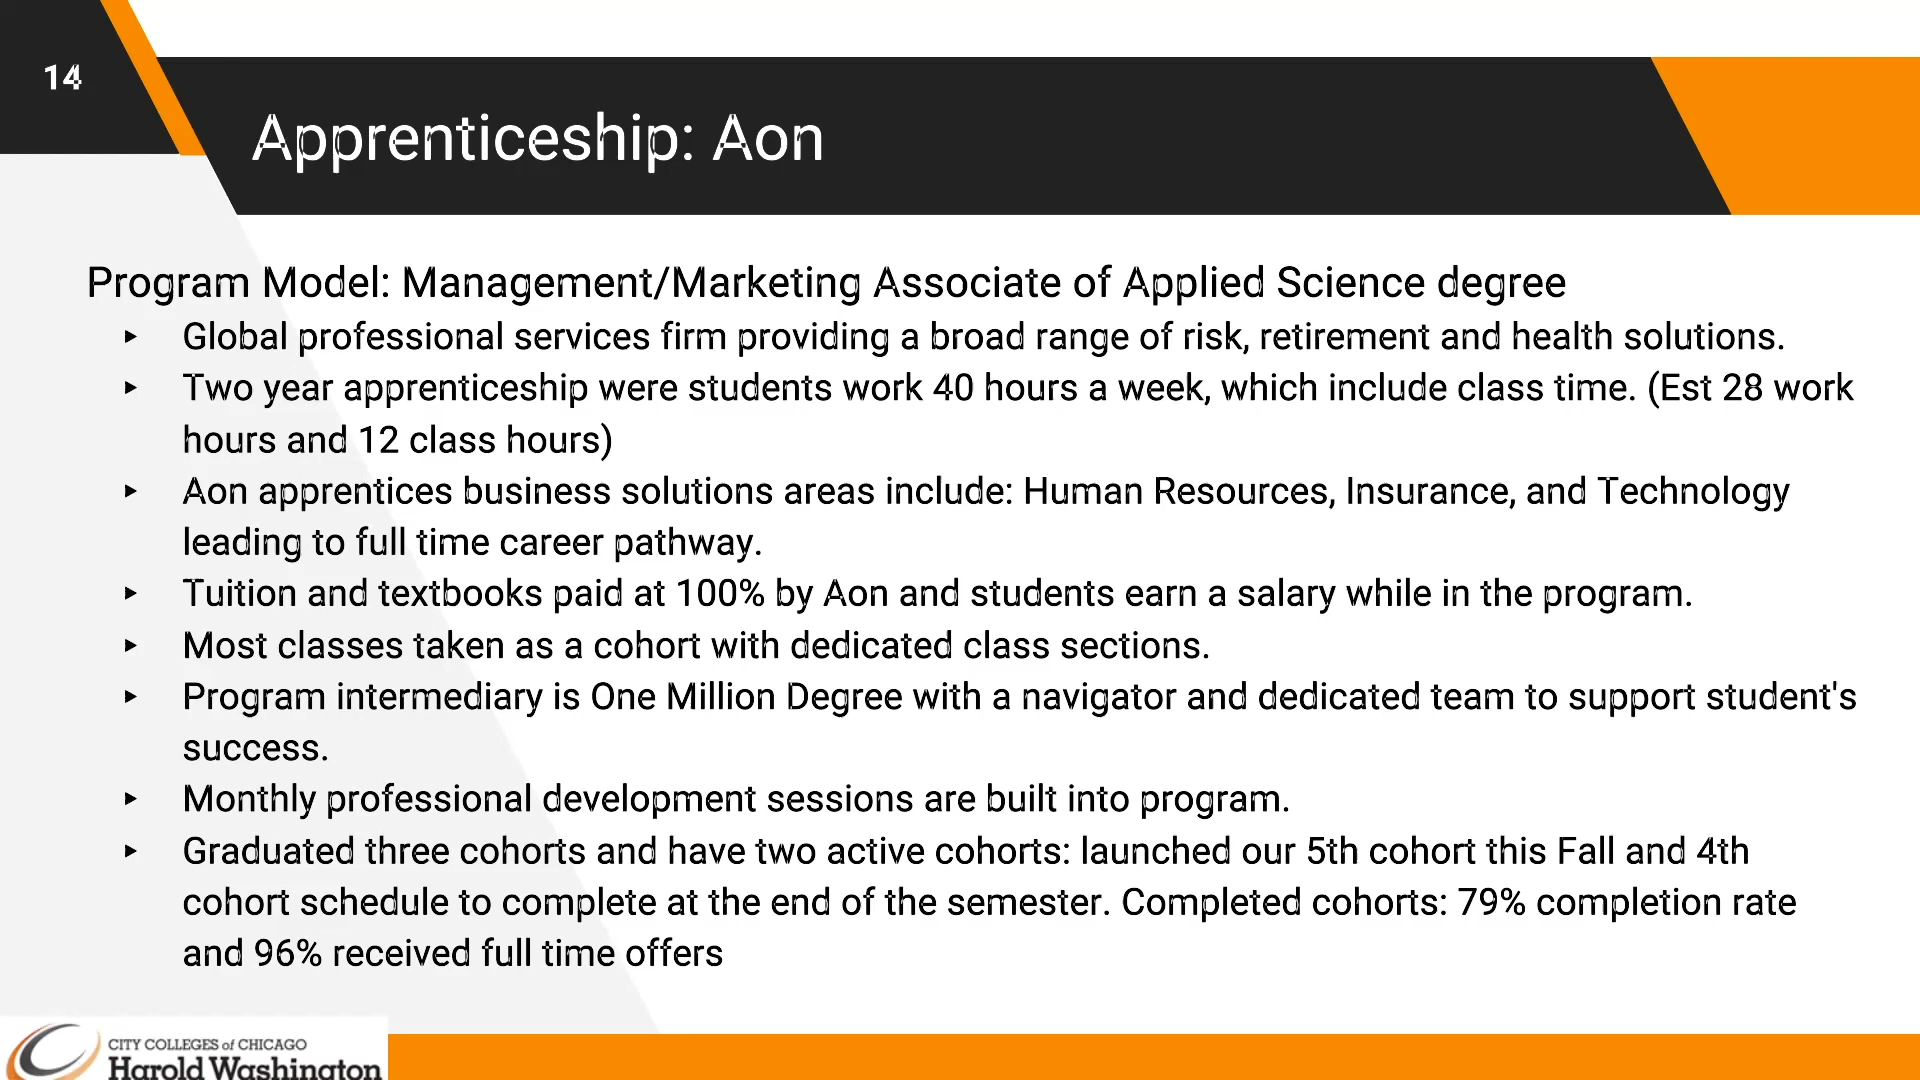 14
Apprenticeship: Aon
Program Model: Management/Marketing Associate of Applied Science degree
▸ Global professional services firm providing a broad range of risk, retirement and health solutions.
▸ Two year apprenticeship were students work 40 hours a week, which include class time. (Est 28 work
hours and 12 class hours)
▸ Aon apprentices business solutions areas include: Human Resources, Insurance, and Technology
leading to full time career pathway.
▸ Tuition and textbooks paid at 100% by Aon and students earn a salary while in the program.
▸ Most classes taken as a cohort with dedicated class sections.
▸ Program intermediary is One Million Degree with a navigator and dedicated team to support student's
success.
▸ Monthly professional development sessions are built into program.
▸ Graduated three cohorts and have two active cohorts: launched our 5th cohort this Fall and 4th
cohort schedule to complete at the end of the semester. Completed cohorts: 79% completion rate
and 96% received full time offers
CITY COLLEGES of CHICAGO
Harold Washington